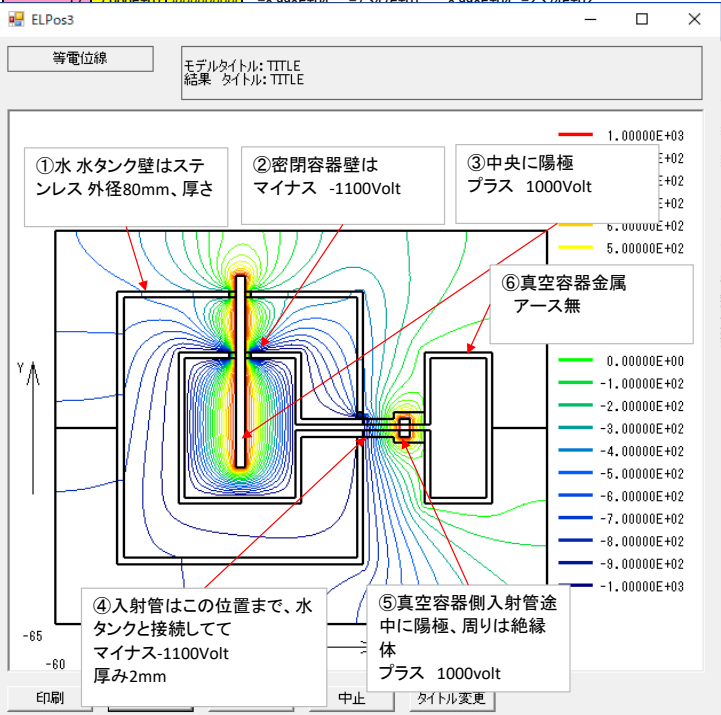 ELPos3
等電位線
モデルタイトル: TITLE
結果 タイトル: TITLE
①水 水タンク壁はステ
ンレス 外径80mm、厚さ
②密閉容器壁は
マイナス -1100Volt
③中央に陽極
プラス 1000Volt
1.00000E+03
E+02
E+02
E+02
6.00000E+02
5.00000E+02
⑥真空容器金属
アース無
0.00000E+00
-1.00000E+02
-2.00000E+02
-3.00000E+02
-4.00000E+02
-5.00000E+02
-6.00000E+02
-7.00000E+02
-8.00000E+02
-9.00000E+02
-1.00000E+03
Y
④入射管はこの位置まで、水
タンクと接続してて
マイナス-1100Volt
厚み2mm
⑤真空容器側入射管途
中に陽極、周りは絶縁
体
プラス 1000volt
-65
-60
印刷
中止
タイトル変更